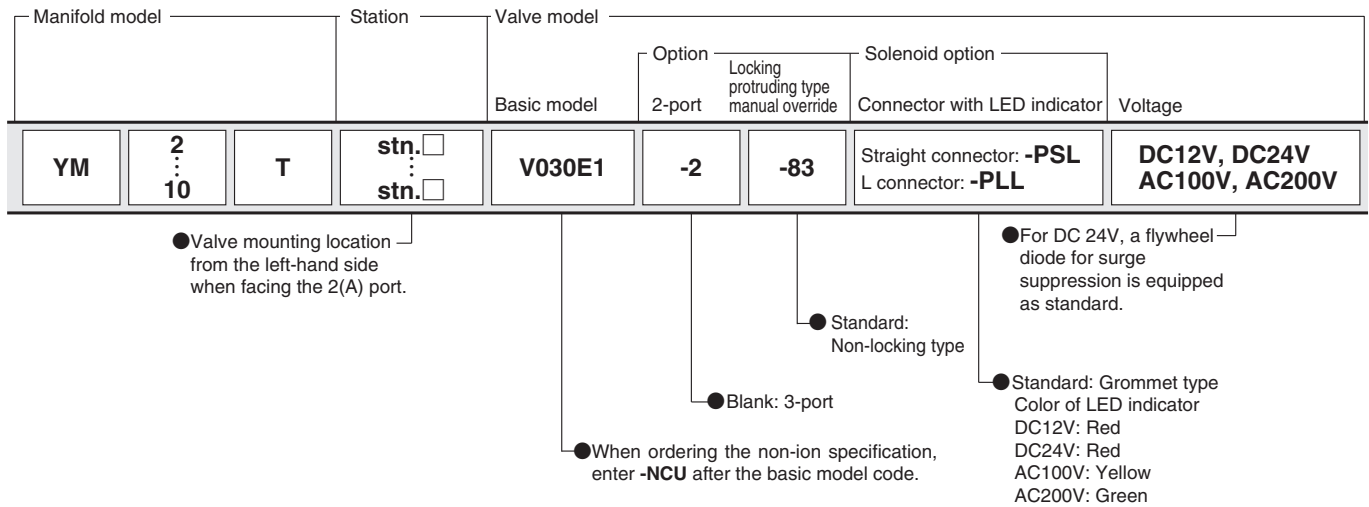 Manifold model
Station
Valve model
Option
Solenoid option
Locking
protruding type
manual override
Basic model
2-port
Connector with LED indicator
Voltage
YM
2
⋮
10
T
stn.□
⋮
stn.□
V030E1
-2
-83
Straight connector: -PSL
L connector: -PLL
DC12V, DC24V
AC100V, AC200V
●Valve mounting location
from the left-hand side
when facing the 2(A) port.
●For DC 24V, a flywheel
diode for surge
suppression is equipped
as standard.
●Standard:
Non-locking type
●Standard: Grommet type
Color of LED indicator
DC12V: Red
DC24V: Red
AC100V: Yellow
AC200V: Green
●Blank: 3-port
●When ordering the non-ion specification,
enter -NCU after the basic model code.